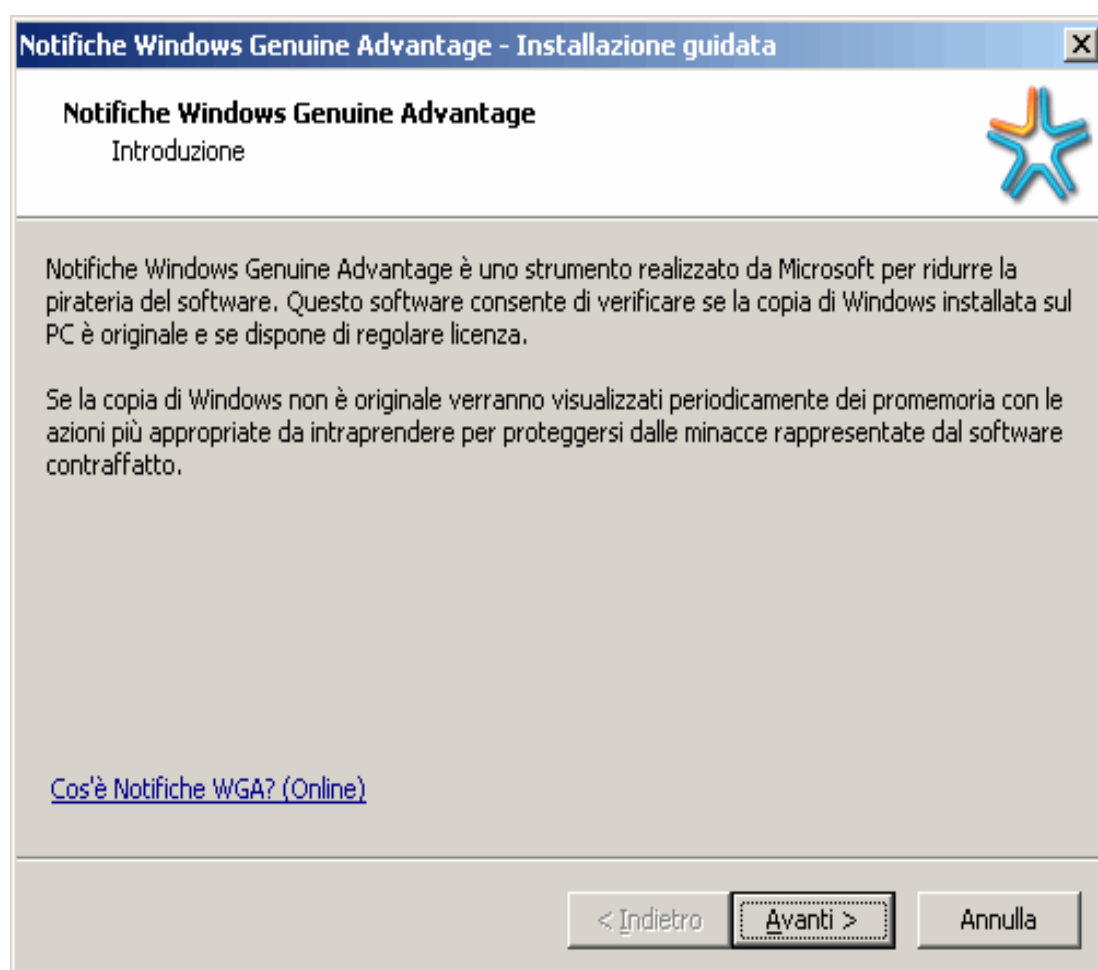 Notifiche Windows Genuine Advantage - Installazione guidata
Notifiche Windows Genuine Advantage
Introduzione
Notifiche Windows Genuine Advantage è uno strumento realizzato da Microsoft per ridurre la
pirateria del software. Questo software consente di verificare se la copia di Windows installata sul
PC è originale e se dispone di regolare licenza.
Se la copia di Windows non è originale verranno visualizzati periodicamente dei promemoria con le
azioni più appropriate da intraprendere per proteggersi dalle minacce rappresentate dal software
contraffatto.
Cos'è Notifiche WGA? (Online)
< Indietro Avanti > Annulla